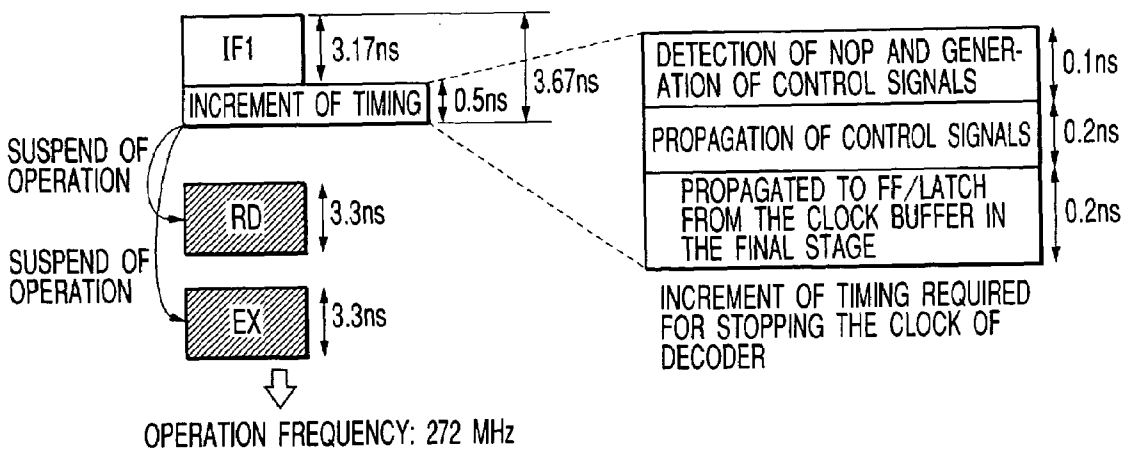 IF1
3.17ns
3.67ns
INCREMENT OF TIMING
0.5ns
SUSPEND OF
OPERATION
RD
3.3ns
SUSPEND OF
OPERATION
EX
3.3ns
OPERATION FREQUENCY: 272 MHz
DETECTION OF NOP AND GENER-
ATION OF CONTROL SIGNALS
0.1ns
PROPAGATION OF CONTROL SIGNALS
0.2ns
PROPAGATED TO FF/LATCH
FROM THE CLOCK BUFFER IN
THE FINAL STAGE
0.2ns
INCREMENT OF TIMING REQUIRED
FOR STOPPING THE CLOCK OF
DECODER